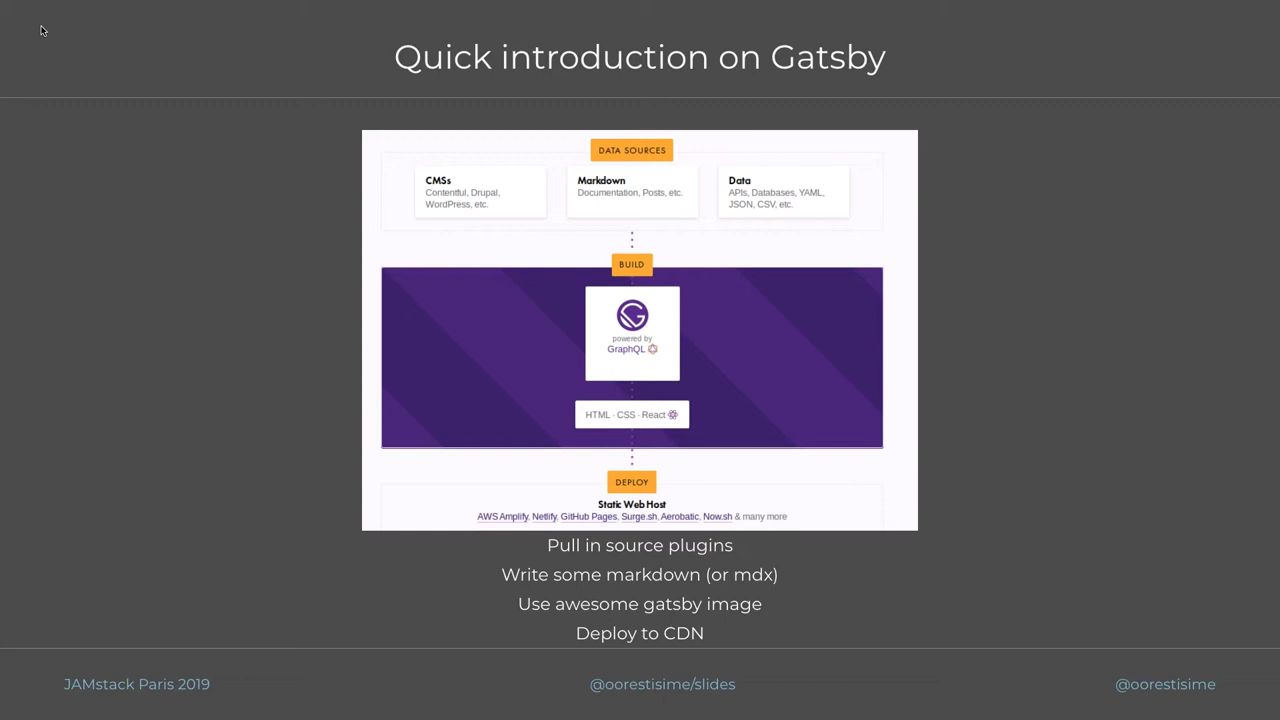 Quick introduction on Gatsby
DATA SOURCES
CMSs
Contentful, Drupal,
WordPress, etc.
Markdown
Documentation, Posts, etc.
Data
APIs, Databases, YAML,
JSON, CSV, etc.
BUILD
powered by
GraphQL
HTML · CSS · React
DEPLOY
Static Web Host
AWS Amplify, Netlify, GitHub Pages, Surge.sh, Aerobatic, Now.sh & many more
Pull in source plugins
Write some markdown (or mdx)
Use awesome gatsby image
Deploy to CDN
JAMstack Paris 2019
@oorestisime/slides
@oorestisime